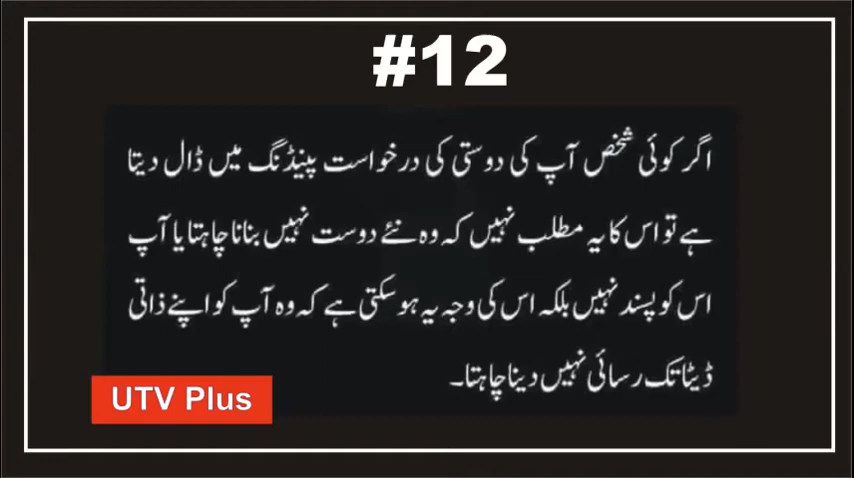 #12
اگر کوئی شخص آپ کی دوستی کی درخواست پینڈنگ میں ڈال دیتا
ہے تو اس کا یہ مطلب نہیں کہ وہ نئے دوست نہیں بنانا چاہتا یا آپ
اس کو پسند نہیں بلکہ اس کی وجہ یہ ہو سکتی ہے کہ وہ آپ کو اپنے ذاتی
ڈیٹا تک رسائی نہیں دینا چاہتا۔
UTV Plus